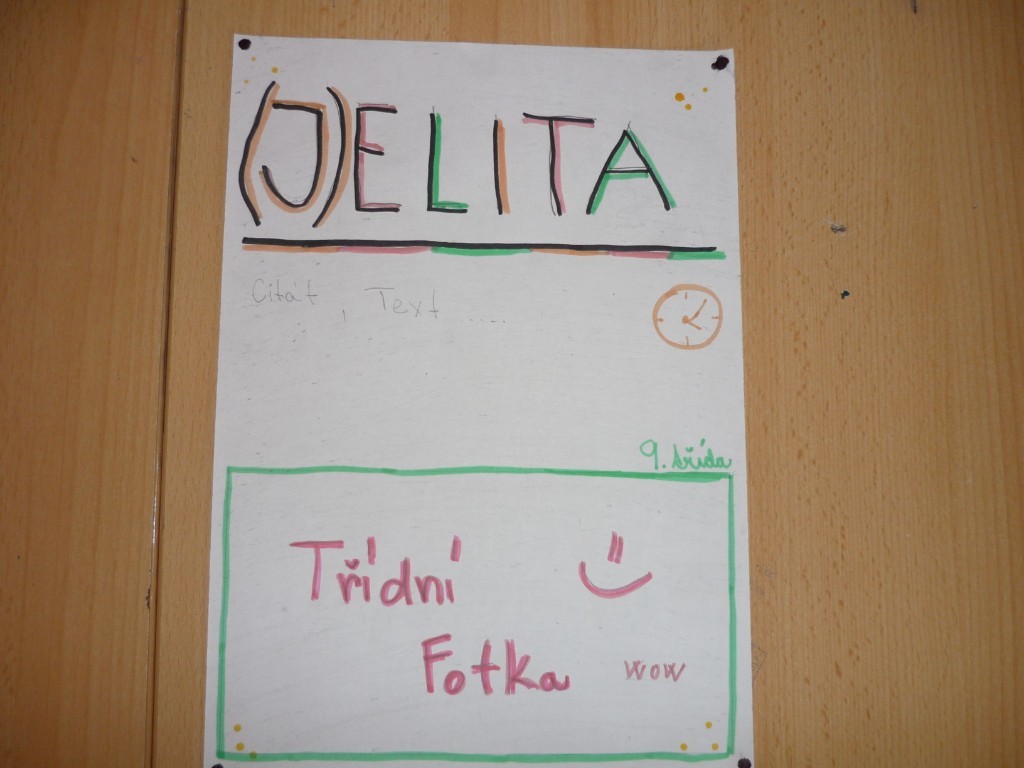 (J)ELITA
Citát , Text ....
9. třída
Třídní
Fotka wow